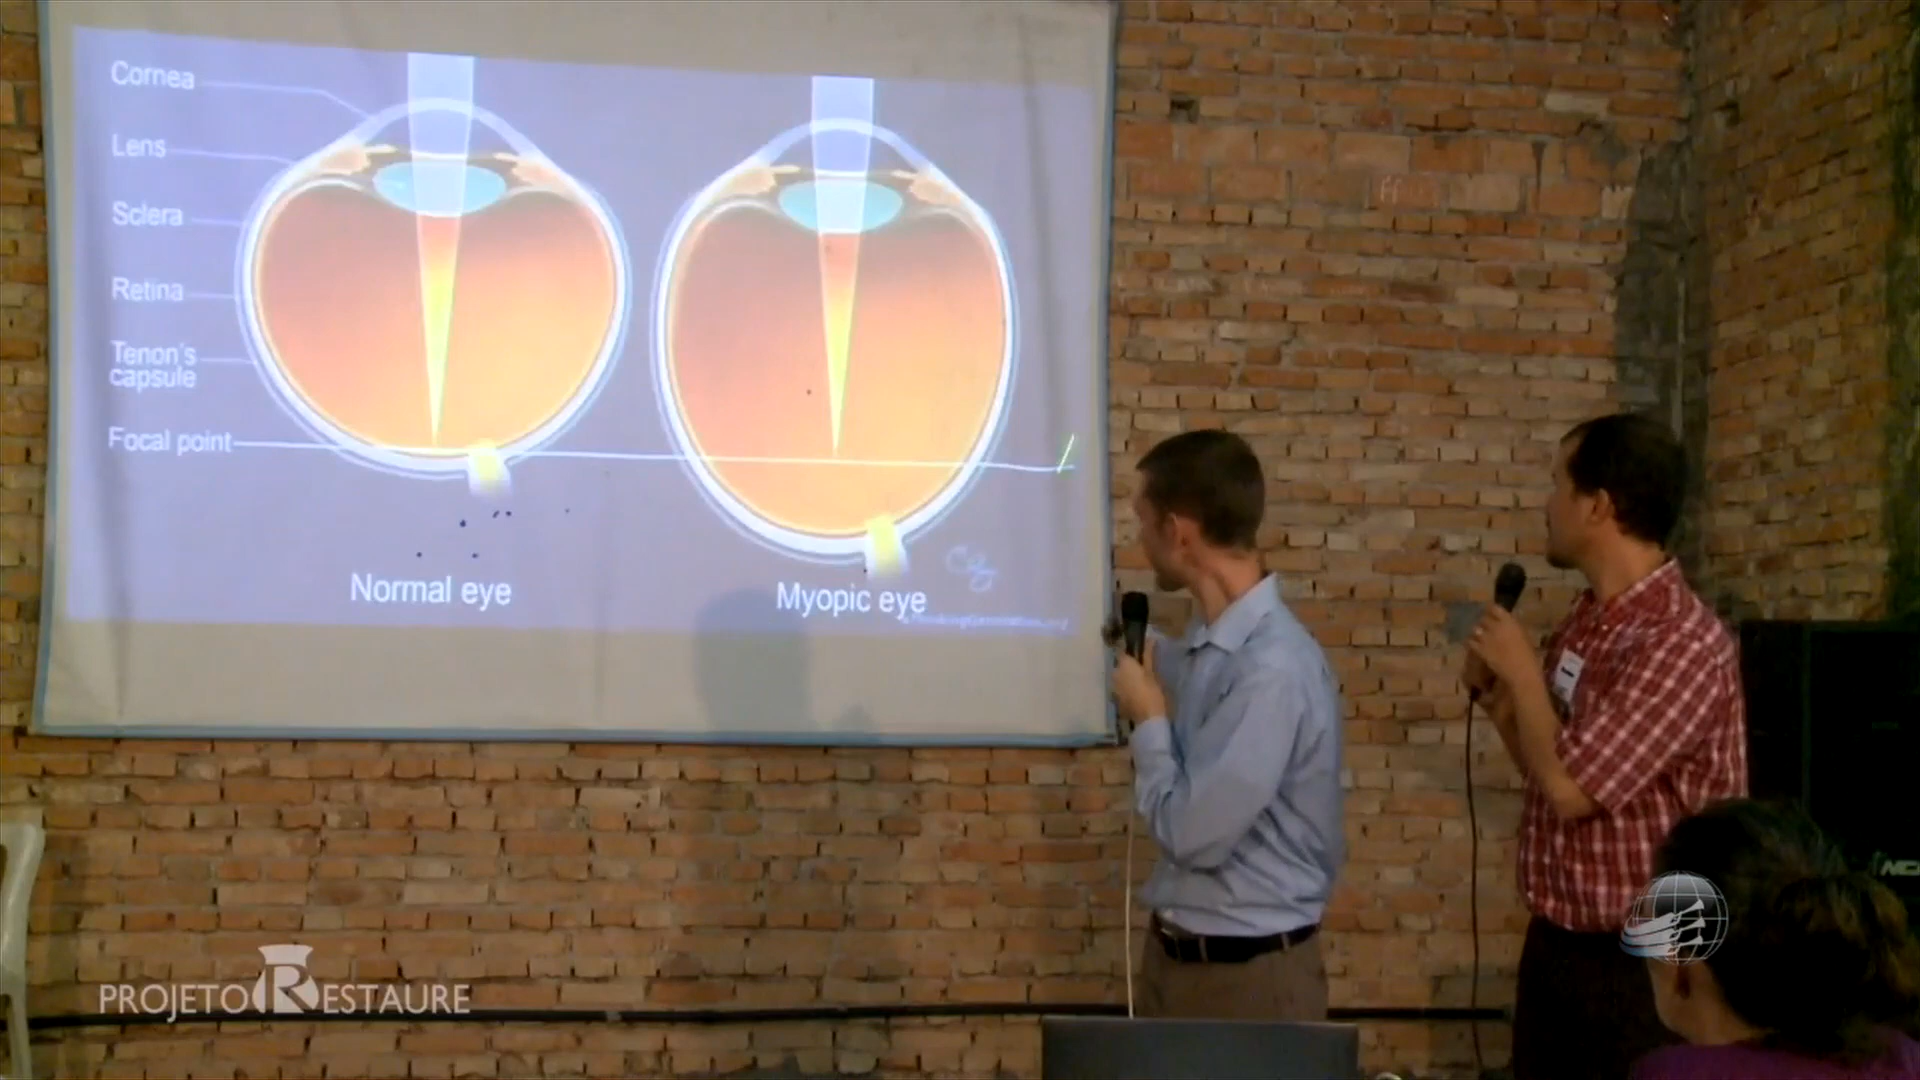 Cornea
Lens
Sclera
Retina
Tenon's
capsule
Focal point
Normal eye
Myopic eye
PROJETO RESTAURE